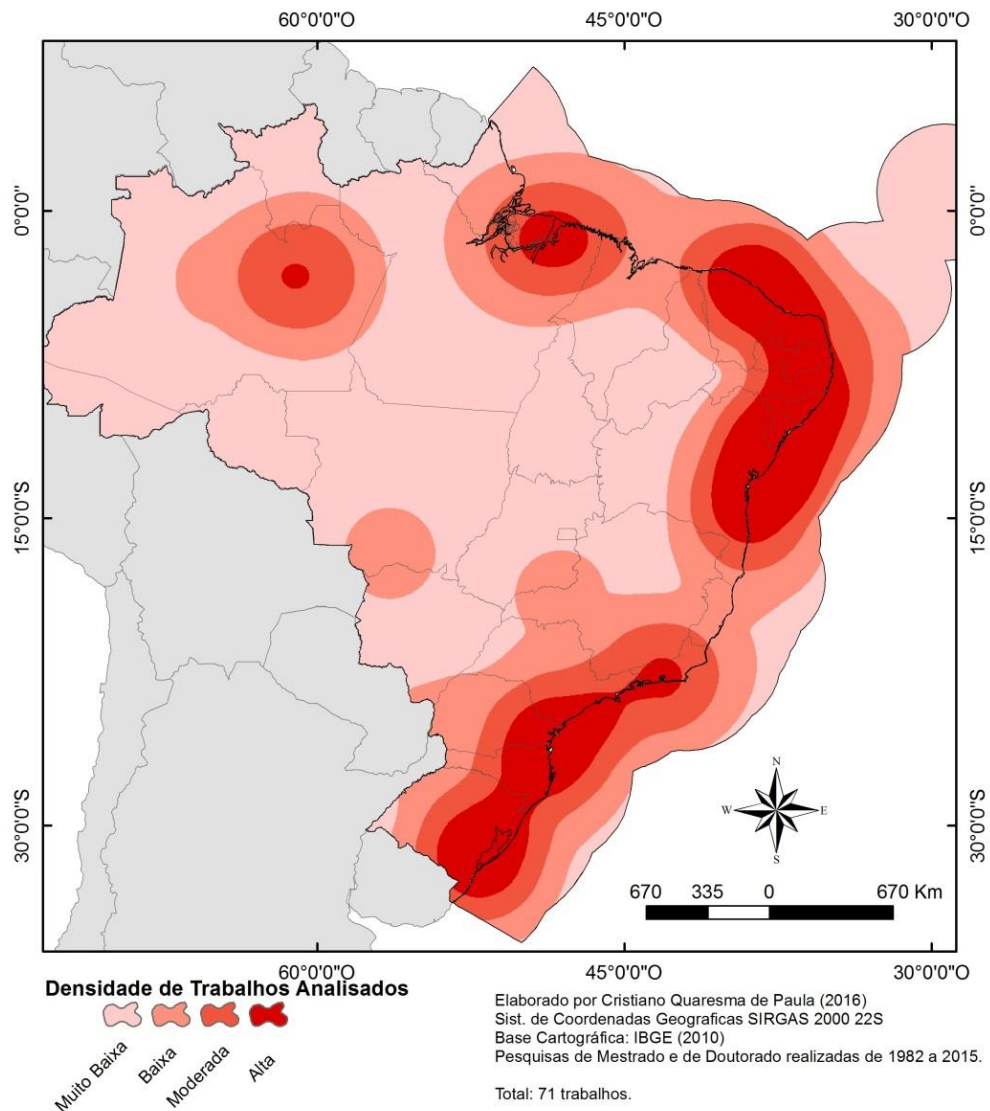 60°0'0"O 45°0'0"O 30°0'0"O
0°0'0" 0°0'0"
15°0'0"S 15°0'0"S
30°0'0"S 30°0'0"S
N
W E
S
670 335 0 670 Km
60°0'0"O 45°0'0"O 30°0'0"O
Densidade de Trabalhos Analisados
Muito Baixa
Baixa
Moderada
Alta
Elaborado por Cristiano Quaresma de Paula (2016)
Sist. de Coordenadas Geograficas SIRGAS 2000 22S
Base Cartográfica: IBGE (2010)
Pesquisas de Mestrado e de Doutorado realizadas de 1982 a 2015.
Total: 71 trabalhos.